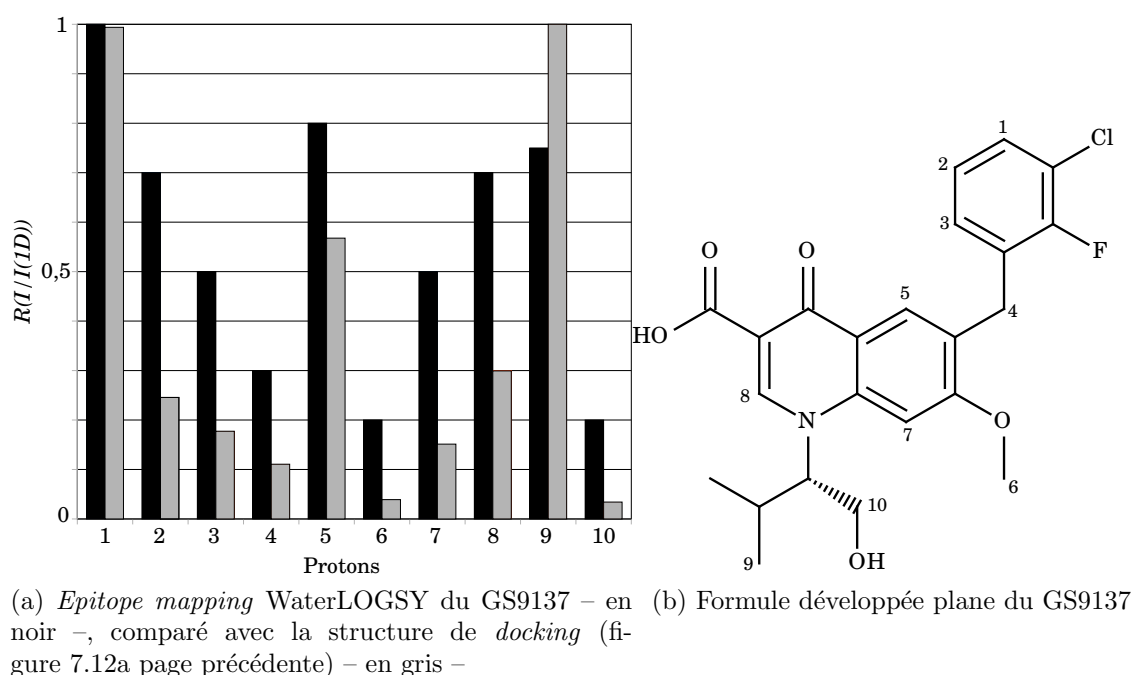 1
0,5
0
R(I/I(1D))
1 2 3 4 5 6 7 8 9 10
Protons
(a) Epitope mapping WaterLOGSY du GS9137 – en
noir –, comparé avec la structure de docking (fi-
gure 7.12a page précédente) – en gris –
1
Cl
2
3
F
O
O
5
4
HO
8
N
7
O
6
10
9
OH
(b) Formule développée plane du GS9137